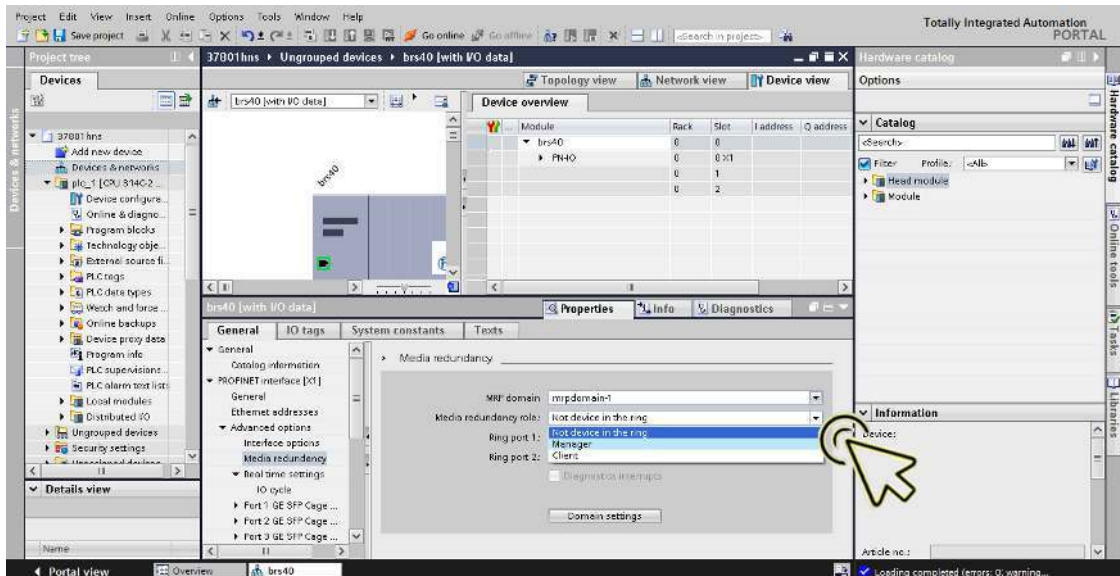 Project Edit View Insert Online Options Tools Window Help
Totally Integrated Automation
PORTAL
Save project
Go online
Go offline
<Search in project>
Project tree
37801hns ▸ Ungrouped devices ▸ brs40 [with I/O data]
Hardware catalog
Devices
Topology view
Network view
Device view
Options
brs40 [with I/O data]
Device overview
Module
Rack
Slot
I address
Q address
brs40 0 0
PN-IO 0 0 X1
0 1
0 2
brs40
Catalog
<Search>
Filter Profile: <All>
Head module
Module
37801hns
Add new device
Devices & networks
plc_1 [CPU 314C-2 ...
Device configura...
Online & diagno...
Program blocks
Technology obje...
External source fi...
PLC tags
PLC data types
Watch and force ...
Online backups
Device proxy data
Program info
PLC supervisions...
PLC alarm text lists
Local modules
Distributed I/O
Ungrouped devices
Security settings
Details view
Name
brs40 [with I/O data]
Properties
Info
Diagnostics
General
IO tags
System constants
Texts
General
Catalog information
PROFINET interface [X1]
General
Ethernet addresses
Advanced options
Interface options
Media redundancy
Real time settings
IO cycle
Port 1 GE SFP Cage ...
Port 2 GE SFP Cage ...
Port 3 GE SFP Cage ...
Media redundancy
MRP domain mrpdomain-1
Media redundancy role: Not device in the ring
Not device in the ring
Manager
Client
Ring port 1:
Ring port 2:
Diagnostics interrupts
Domain settings
Information
Device:
Article no.:
Devices & networks
Hardware catalog
Online tools
Tasks
Libraries
Portal view
Overview
brs40
Loading completed (errors: 0; warning...